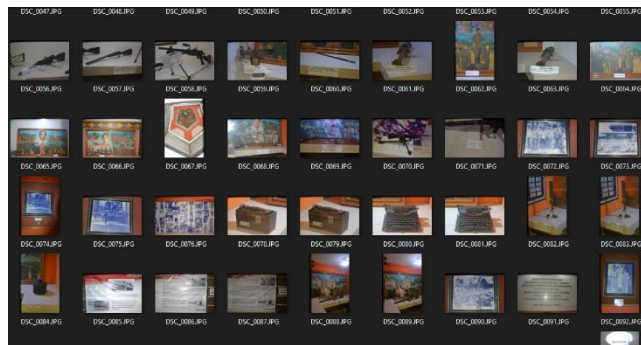 DSC_0047.JPG DSC_0048.JPG DSC_0049.JPG DSC_0050.JPG DSC_0051.JPG DSC_0052.JPG DSC_0053.JPG DSC_0054.JPG DSC_0055.JPG
DSC_0056.JPG DSC_0057.JPG DSC_0058.JPG DSC_0059.JPG DSC_0060.JPG DSC_0061.JPG DSC_0062.JPG DSC_0063.JPG DSC_0064.JPG
DSC_0065.JPG DSC_0066.JPG DSC_0067.JPG DSC_0068.JPG DSC_0069.JPG DSC_0070.JPG DSC_0071.JPG DSC_0072.JPG DSC_0073.JPG
DSC_0074.JPG DSC_0075.JPG DSC_0076.JPG DSC_0078.JPG DSC_0079.JPG DSC_0080.JPG DSC_0081.JPG DSC_0082.JPG DSC_0083.JPG
DSC_0084.JPG DSC_0085.JPG DSC_0086.JPG DSC_0087.JPG DSC_0088.JPG DSC_0089.JPG DSC_0090.JPG DSC_0091.JPG DSC_0092.JPG